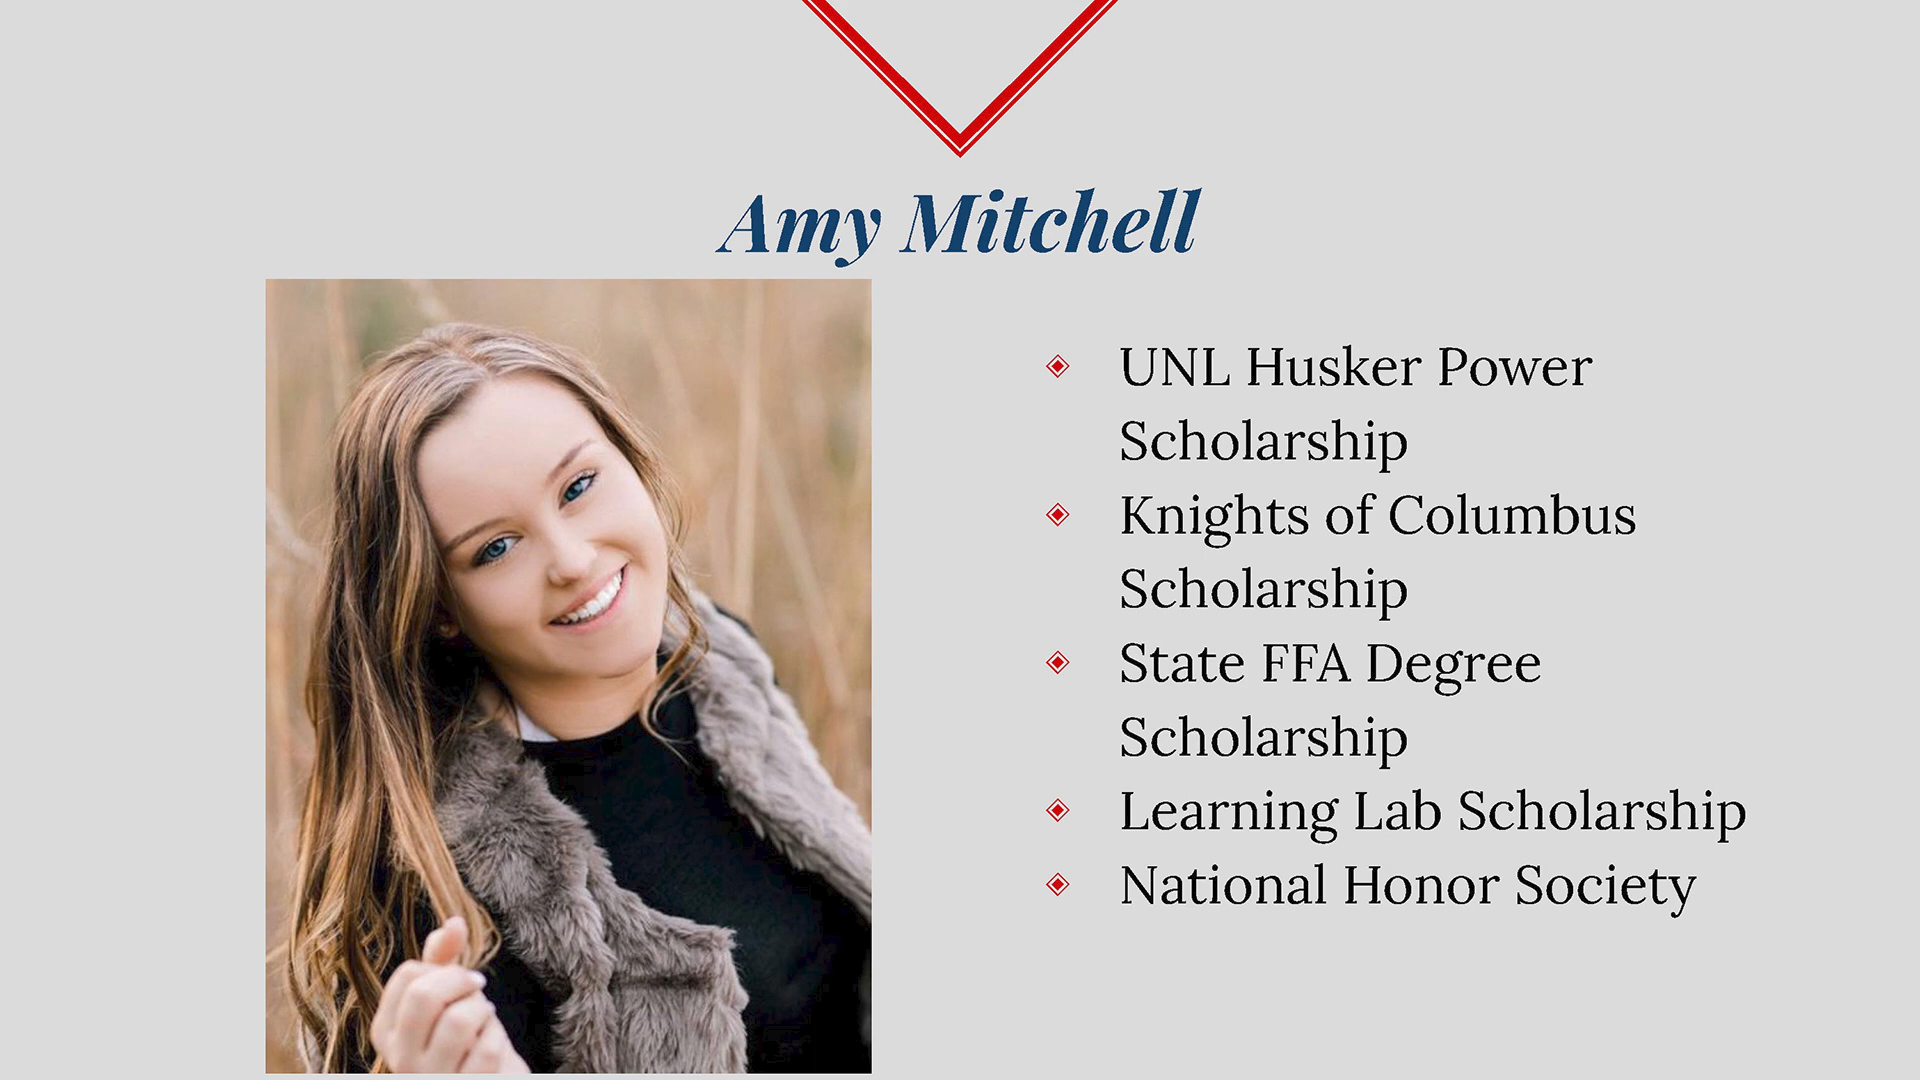 Amy Mitchell
UNL Husker Power
Scholarship
Knights of Columbus
Scholarship
State FFA Degree
Scholarship
Learning Lab Scholarship
National Honor Society